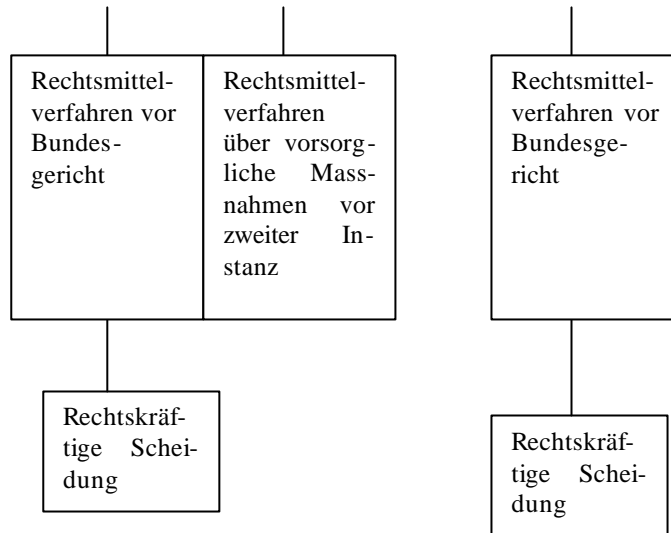 Rechtsmittel-
verfahren vor
Bundes-
gericht
Rechtsmittel-
verfahren
über vorsorg-
liche Mass-
nahmen vor
zweiter In-
stanz
Rechtsmittel-
verfahren vor
Bundesge-
richt
Rechtskräf-
tige Schei-
dung
Rechtskräf-
tige Schei-
dung